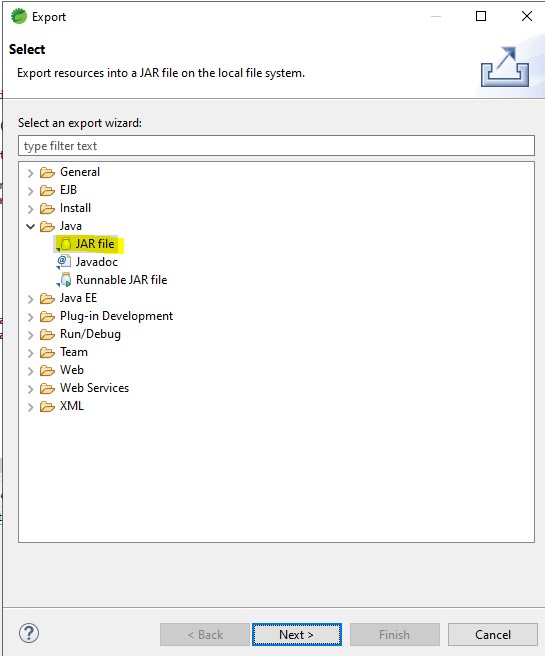 Export
Select
Export resources into a JAR file on the local file system.
Select an export wizard:
type filter text
General
EJB
Install
Java
JAR file
Javadoc
Runnable JAR file
Java EE
Plug-in Development
Run/Debug
Team
Web
Web Services
XML
< Back
Next >
Finish
Cancel